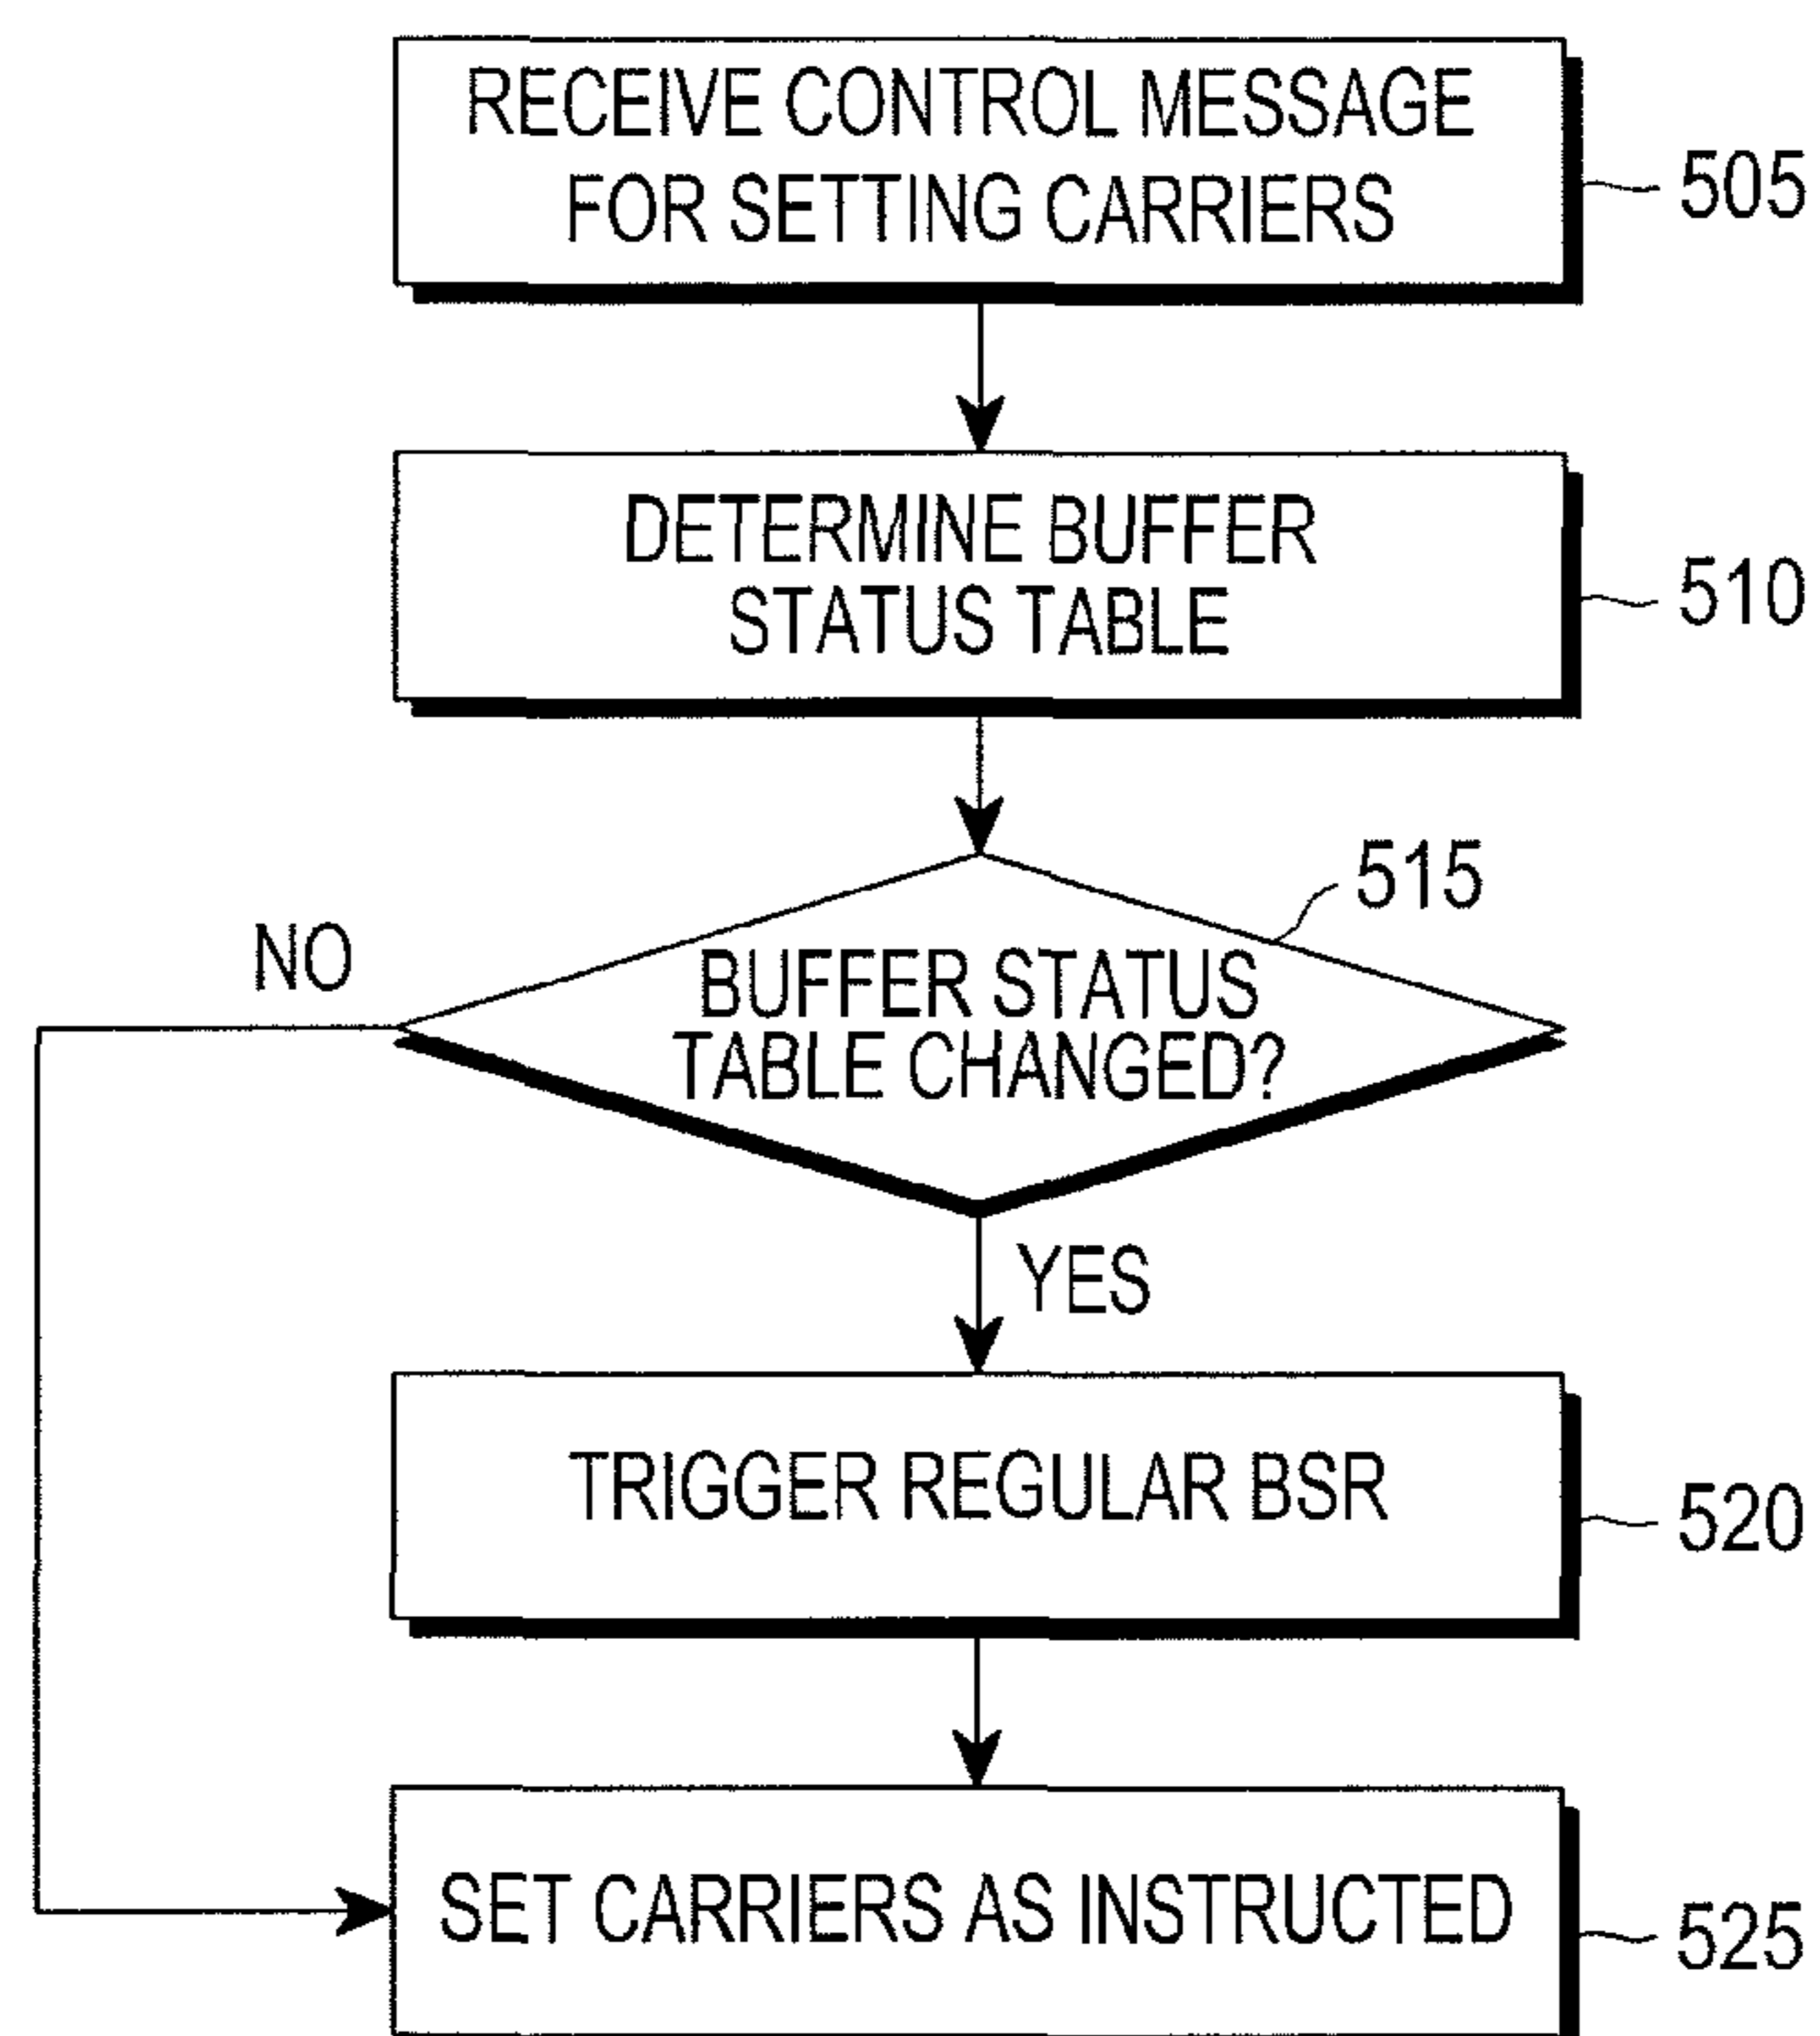 RECEIVE CONTROL MESSAGE
FOR SETTING CARRIERS
505
DETERMINE BUFFER
STATUS TABLE
510
515
NO
BUFFER STATUS
TABLE CHANGED?
YES
TRIGGER REGULAR BSR
520
SET CARRIERS AS INSTRUCTED
525